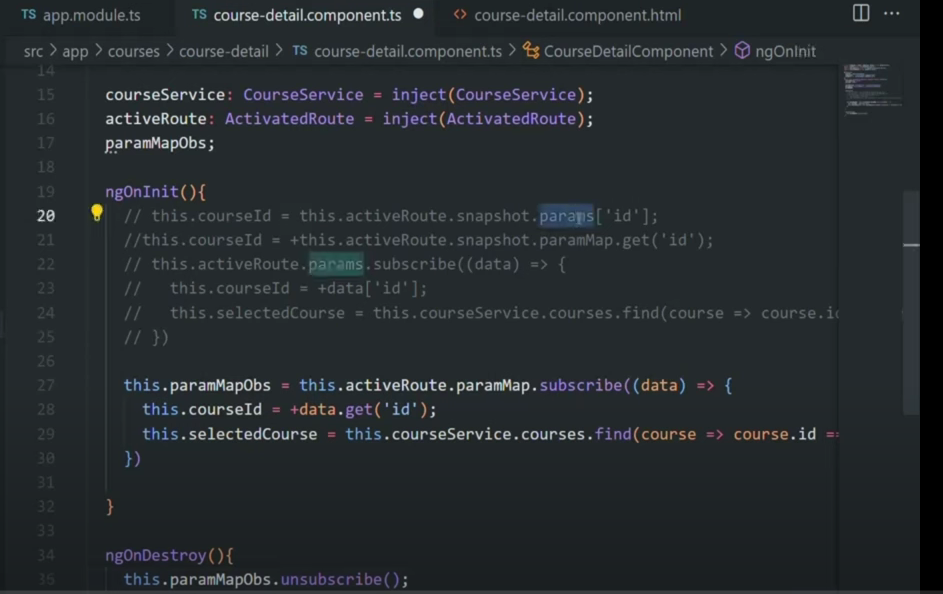 TS app.module.ts
TS course-detail.component.ts
<> course-detail.component.html
src > app > courses > course-detail > TS course-detail.component.ts > CourseDetailComponent > ngOnInit
14
15 courseService: CourseService = inject(CourseService);
16 activeRoute: ActivatedRoute = inject(ActivatedRoute);
17 paramMapObs;
18
19 ngOnInit(){
20 // this.courseId = this.activeRoute.snapshot.params['id'];
21 //this.courseId = +this.activeRoute.snapshot.paramMap.get('id');
22 // this.activeRoute.params.subscribe((data) => {
23 //   this.courseId = +data['id'];
24 //   this.selectedCourse = this.courseService.courses.find(course => course.id
25 // })
26
27 this.paramMapObs = this.activeRoute.paramMap.subscribe((data) => {
28 this.courseId = +data.get('id');
29 this.selectedCourse = this.courseService.courses.find(course => course.id ==
30 })
31
32 }
33
34 ngOnDestroy(){
36 this.paramMapObs.unsubscribe();